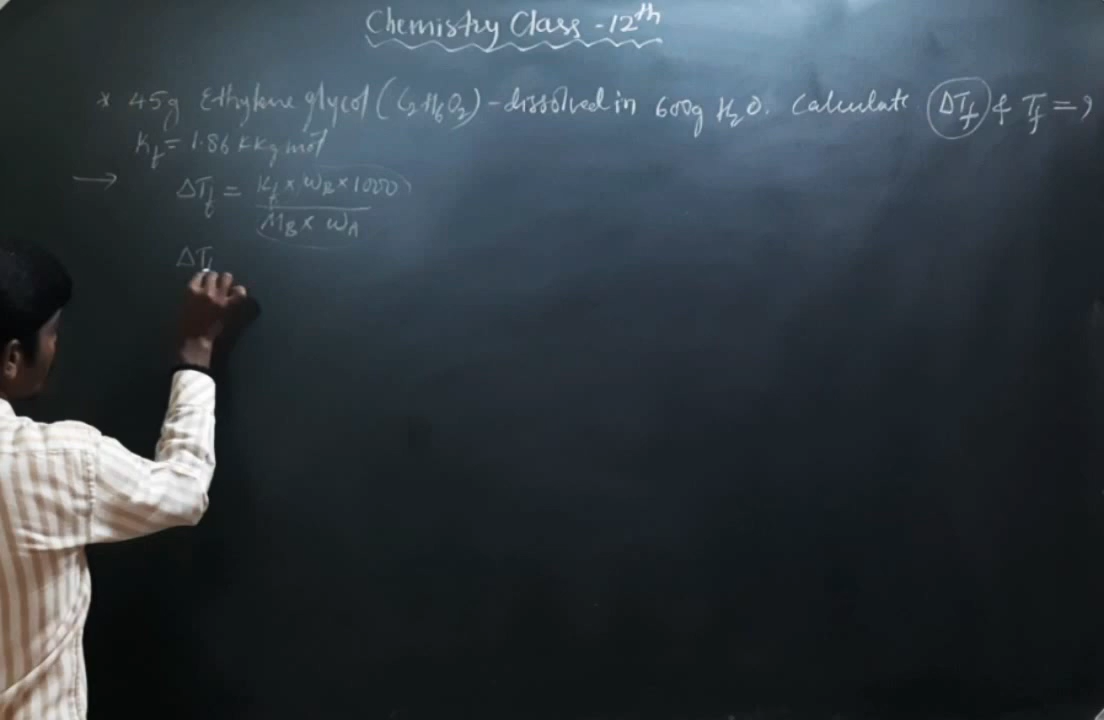 Chemistry Class - 12th
* 45g Ethylene glycol (C2H6O2) - dissolved in 600g H2O. Calculate ΔTf & Tf = ?
Kf = 1.86 K Kg mol
→ ΔTf = Kf × WB × 1000
MB × WA
ΔTf